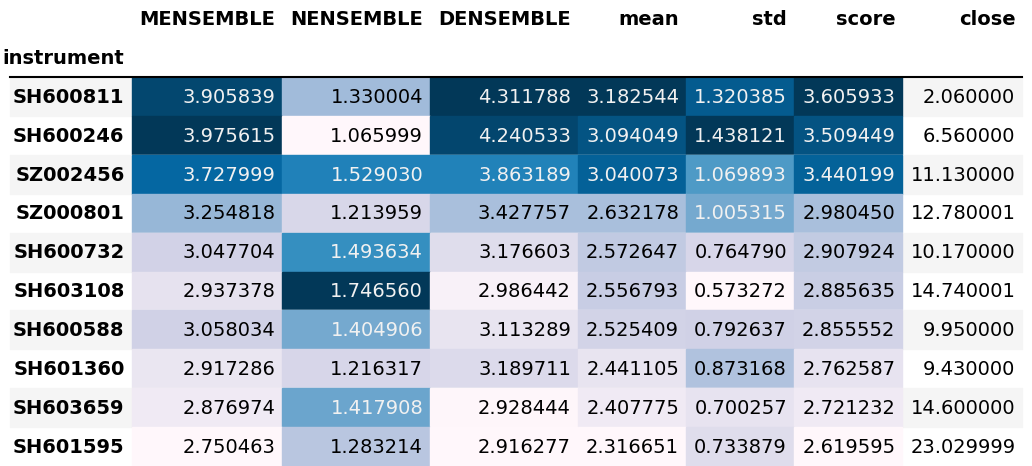 MENSEMBLE NENSEMBLE DENSEMBLE mean std score close
instrument
SH600811 3.905839 1.330004 4.311788 3.182544 1.320385 3.605933 2.060000
SH600246 3.975615 1.065999 4.240533 3.094049 1.438121 3.509449 6.560000
SZ002456 3.727999 1.529030 3.863189 3.040073 1.069893 3.440199 11.130000
SZ000801 3.254818 1.213959 3.427757 2.632178 1.005315 2.980450 12.780001
SH600732 3.047704 1.493634 3.176603 2.572647 0.764790 2.907924 10.170000
SH603108 2.937378 1.746560 2.986442 2.556793 0.573272 2.885635 14.740001
SH600588 3.058034 1.404906 3.113289 2.525409 0.792637 2.855552 9.950000
SH601360 2.917286 1.216317 3.189711 2.441105 0.873168 2.762587 9.430000
SH603659 2.876974 1.417908 2.928444 2.407775 0.700257 2.721232 14.600000
SH601595 2.750463 1.283214 2.916277 2.316651 0.733879 2.619595 23.029999